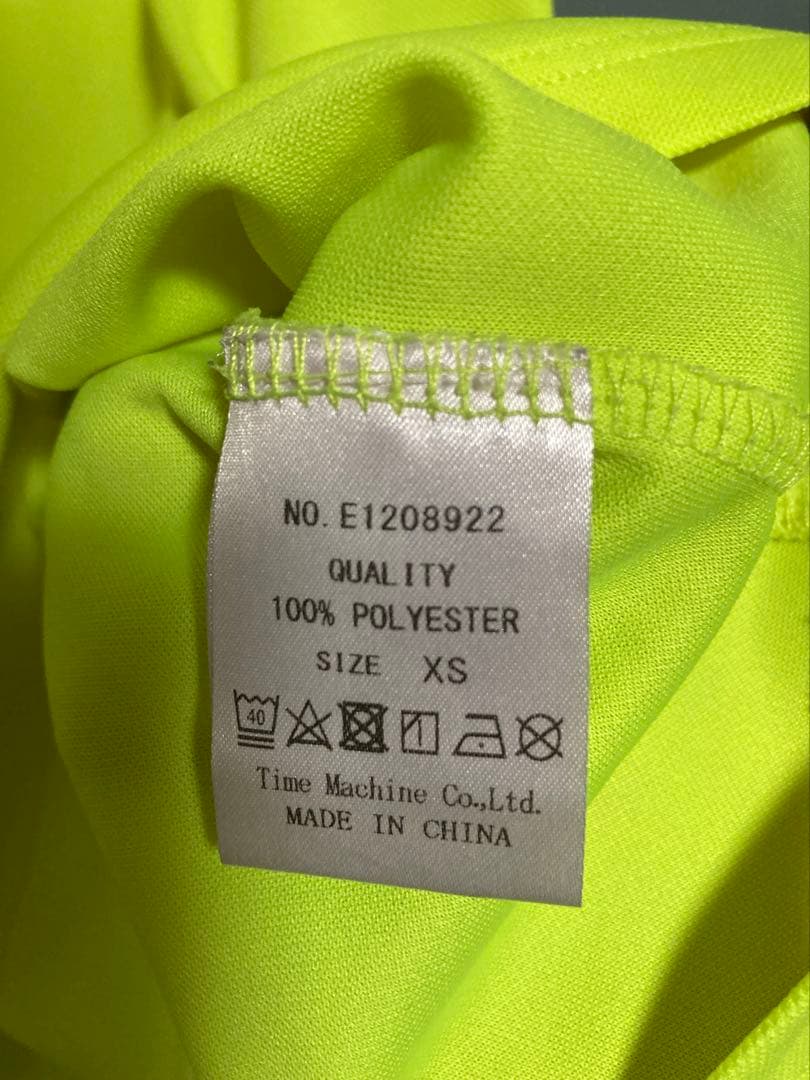 NO. E1208922
QUALITY
100% POLYESTER
SIZE XS
40
Time Machine Co.,Ltd.
MADE IN CHINA